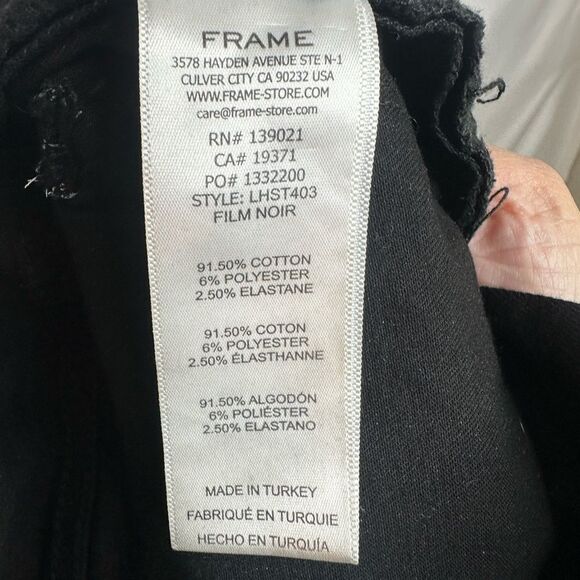 FRAME
3578 HAYDEN AVENUE STE N-1
CULVER CITY CA 90232 USA
WWW.FRAME-STORE.COM
care@frame-store.com
RN# 139021
CA# 19371
PO# 1332200
STYLE: LHST403
FILM NOIR
91.50% COTTON
6% POLYESTER
2.50% ELASTANE
91.50% COTON
6% POLYESTER
2.50% ÉLASTHANNE
91.50% ALGODÓN
6% POLIÉSTER
2.50% ELASTANO
MADE IN TURKEY
FABRIQUÉ EN TURQUIE
HECHO EN TURQUÍA